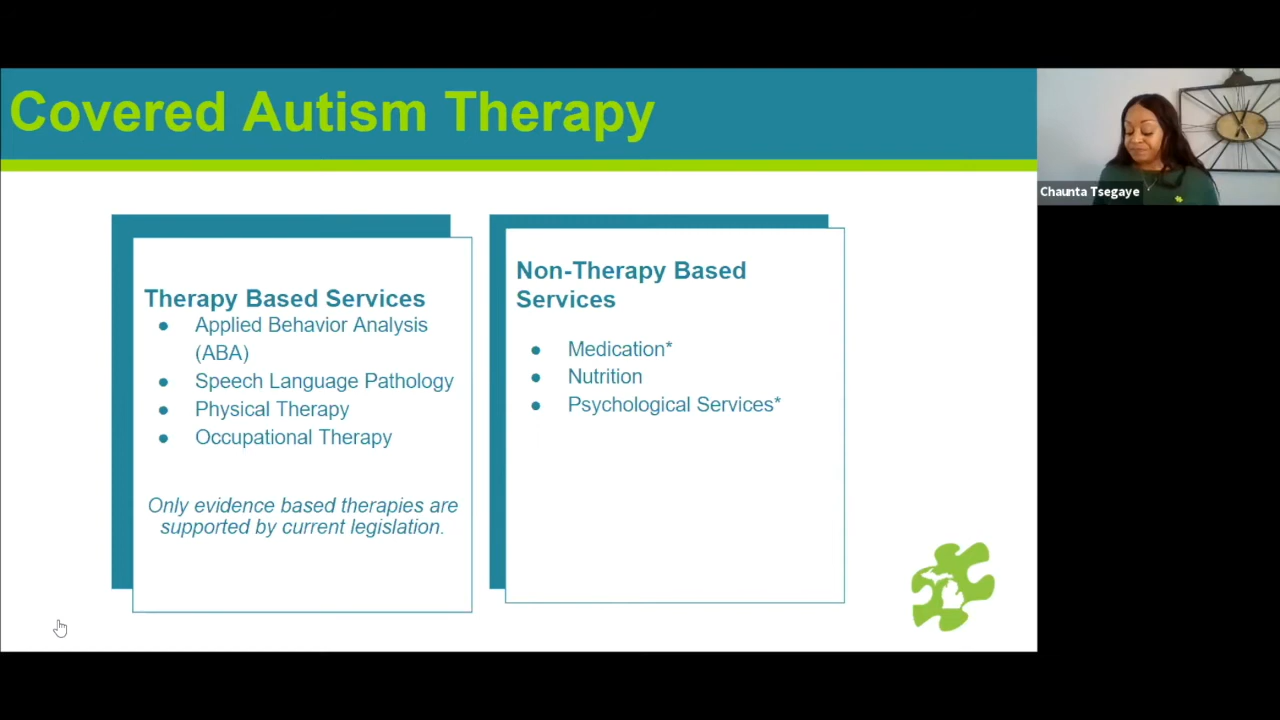 Covered Autism Therapy
Chaunta Tsegaye
Therapy Based Services
Applied Behavior Analysis
(ABA)
Speech Language Pathology
Physical Therapy
Occupational Therapy
Only evidence based therapies are
supported by current legislation.
Non-Therapy Based
Services
Medication*
Nutrition
Psychological Services*